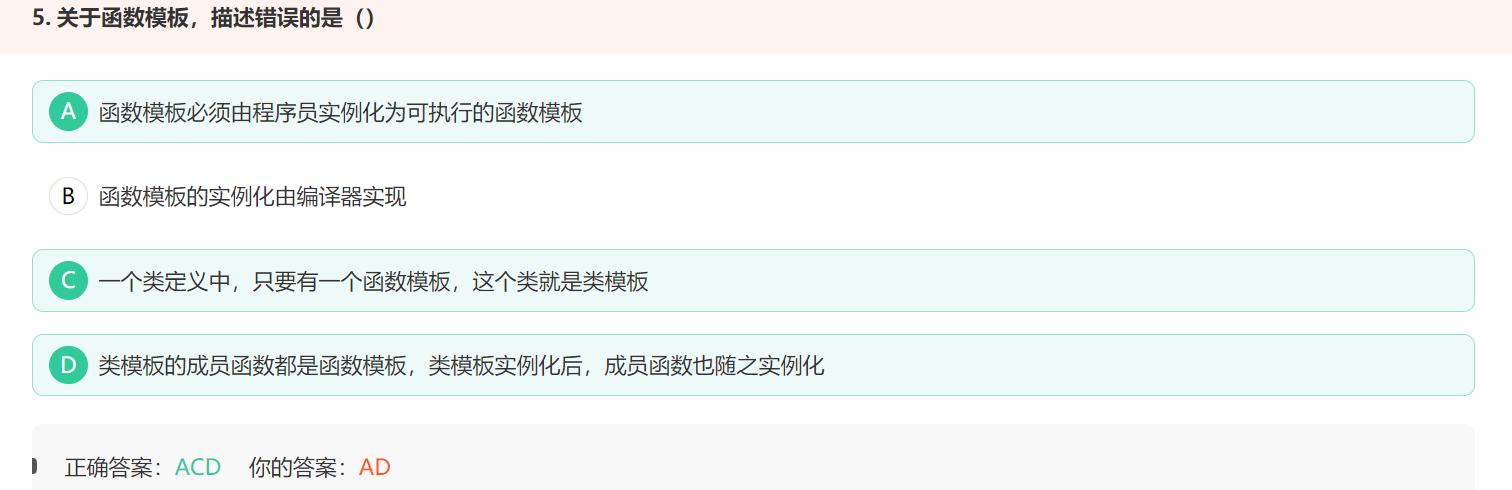 5. 关于函数模板，描述错误的是（）
A 函数模板必须由程序员实例化为可执行的函数模板
B 函数模板的实例化由编译器实现
C 一个类定义中，只要有一个函数模板，这个类就是类模板
D 类模板的成员函数都是函数模板，类模板实例化后，成员函数也随之实例化
正确答案：ACD 你的答案：AD